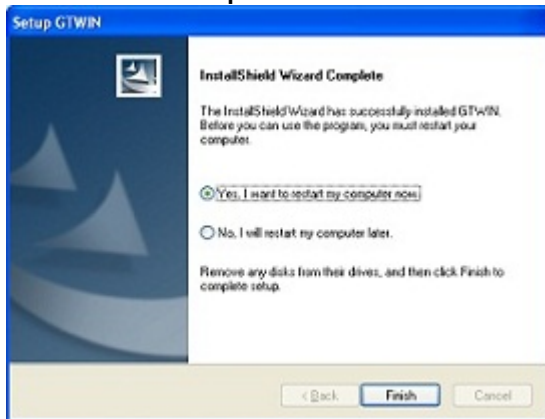 Setup GTWIN
InstallShield Wizard Complete
The InstallShield Wizard has successfully installed GTWIN.
Before you can use the program, you must restart your
computer.
Yes, I want to restart my computer now.
No, I will restart my computer later.
Remove any disks from their drives, and then click Finish to
complete setup.
< Back
Finish
Cancel